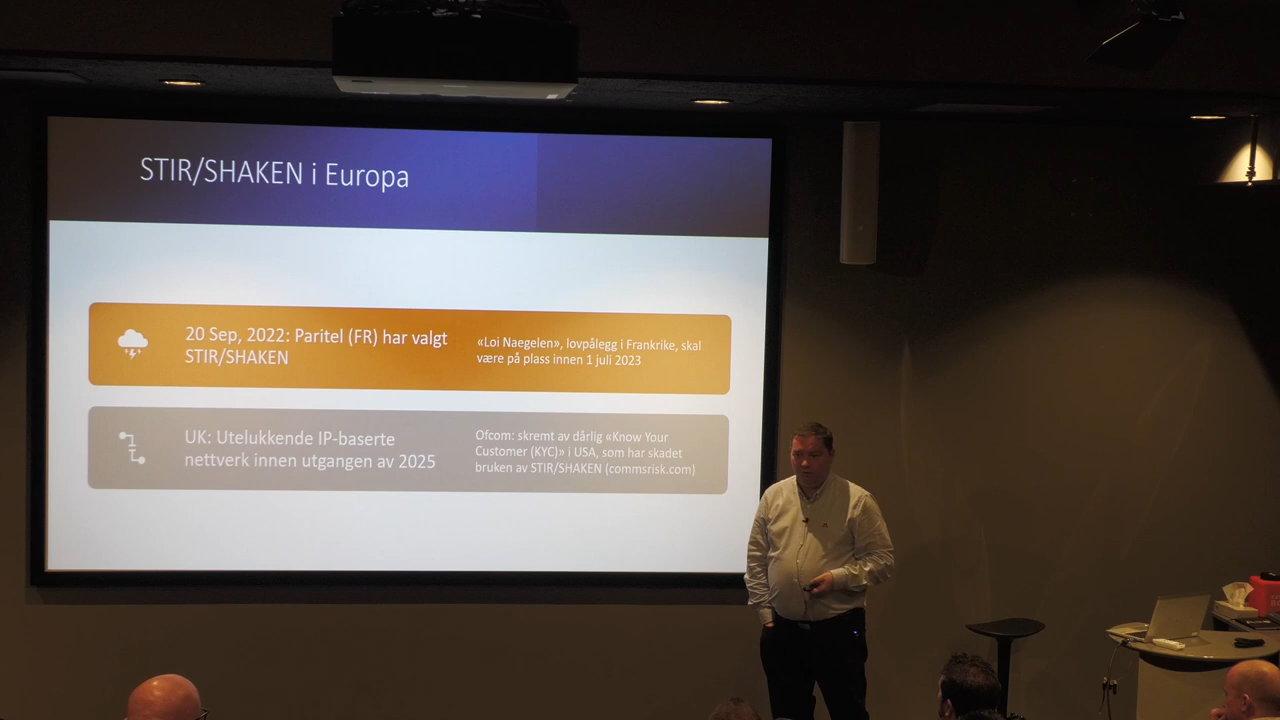 STIR/SHAKEN i Europa
20 Sep, 2022: Paritel (FR) har valgt
STIR/SHAKEN
«Loi Naegelen», lovpålegg i Frankrike, skal
være på plass innen 1 juli 2023
UK: Utelukkende IP-baserte
nettverk innen utgangen av 2025
Ofcom: skremt av dårlig «Know Your
Customer (KYC)» i USA, som har skadet
bruken av STIR/SHAKEN (commsrisk.com)